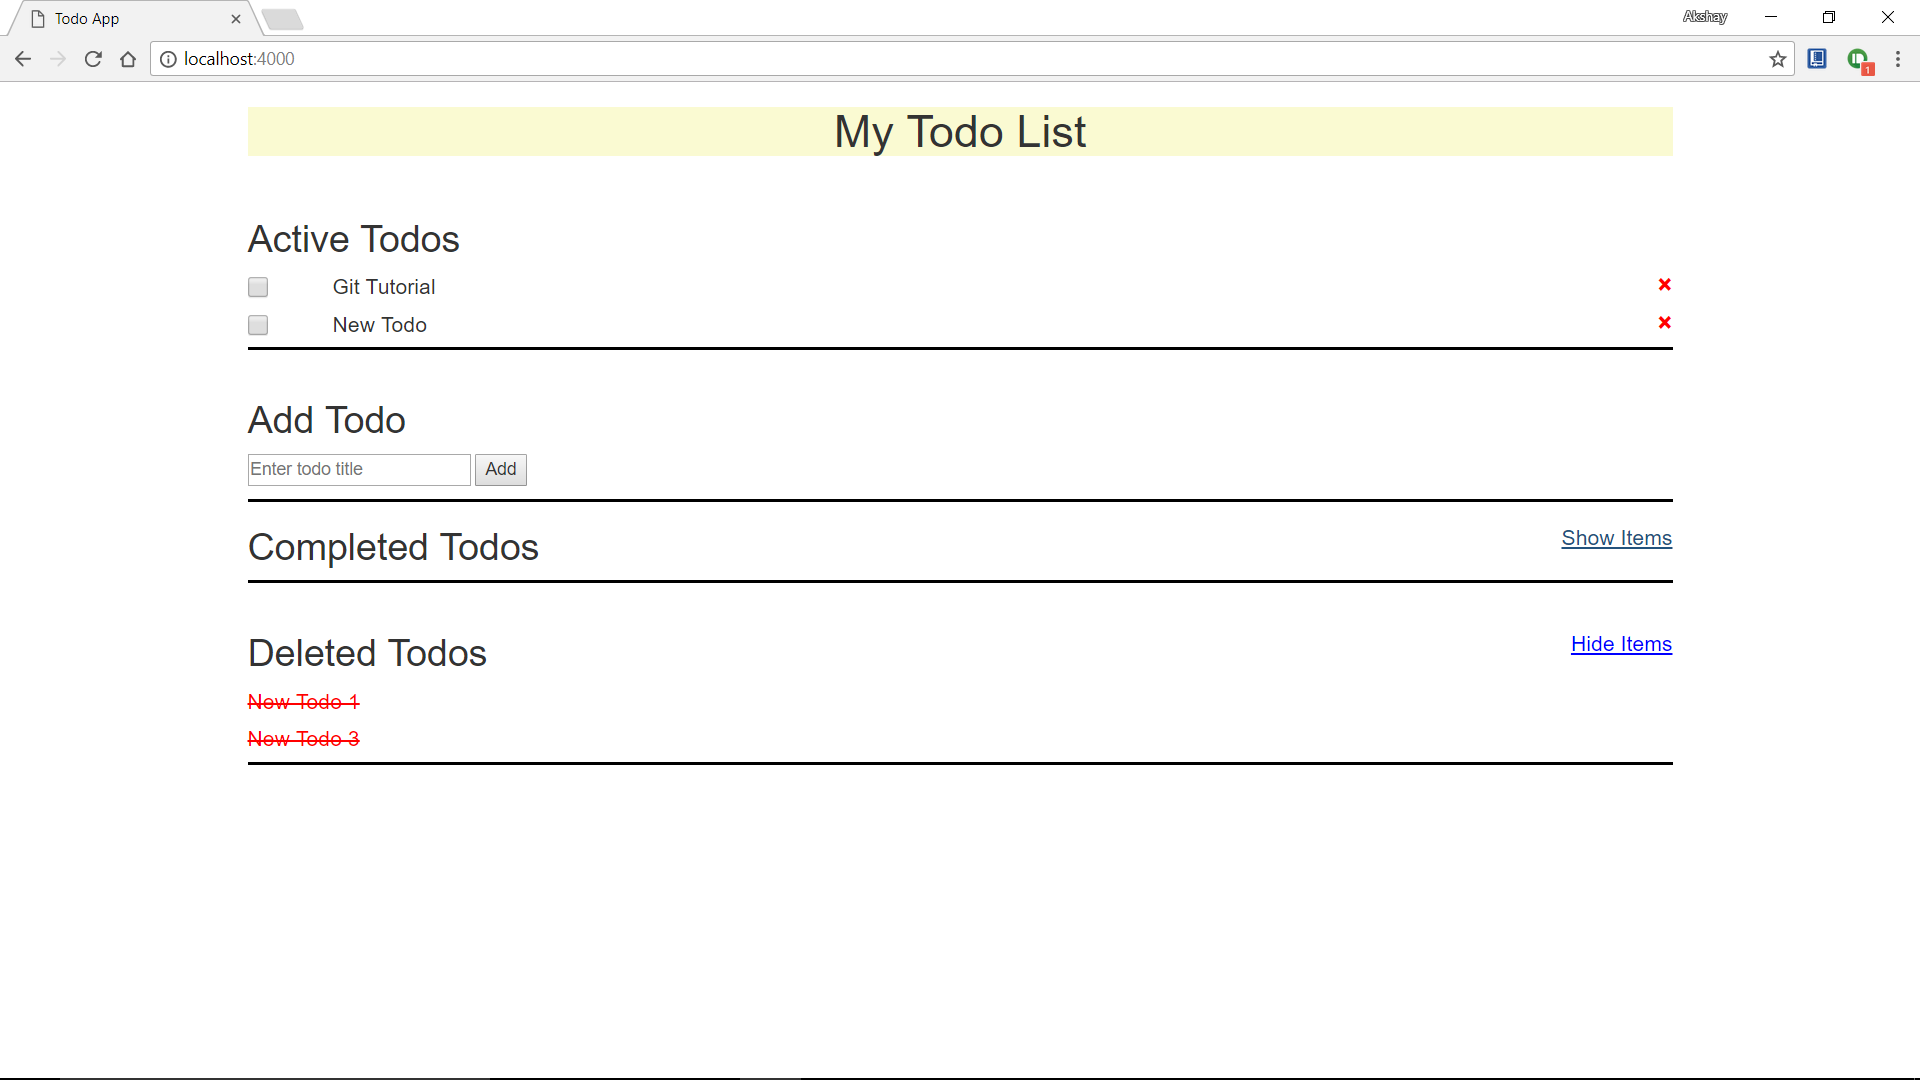 Todo App
Akshay
localhost:4000
1
My Todo List
Active Todos
Git Tutorial
New Todo
Add Todo
Enter todo title Add
Completed Todos Show Items
Deleted Todos Hide Items
New Todo 1
New Todo 3